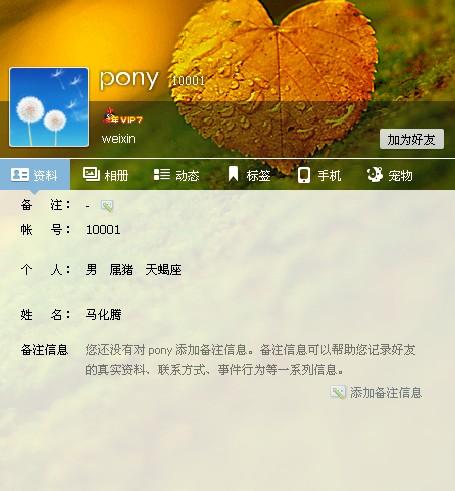 pony 10001
年VIP7
weixin
加为好友
资料 相册 动态 标签 手机 宠物
备 注： -
帐 号： 10001
个 人： 男 属猪 天蝎座
姓 名： 马化腾
备注信息 您还没有对 pony 添加备注信息。备注信息可以帮助您记录好友
的真实资料、联系方式、事件行为等一系列信息。
添加备注信息